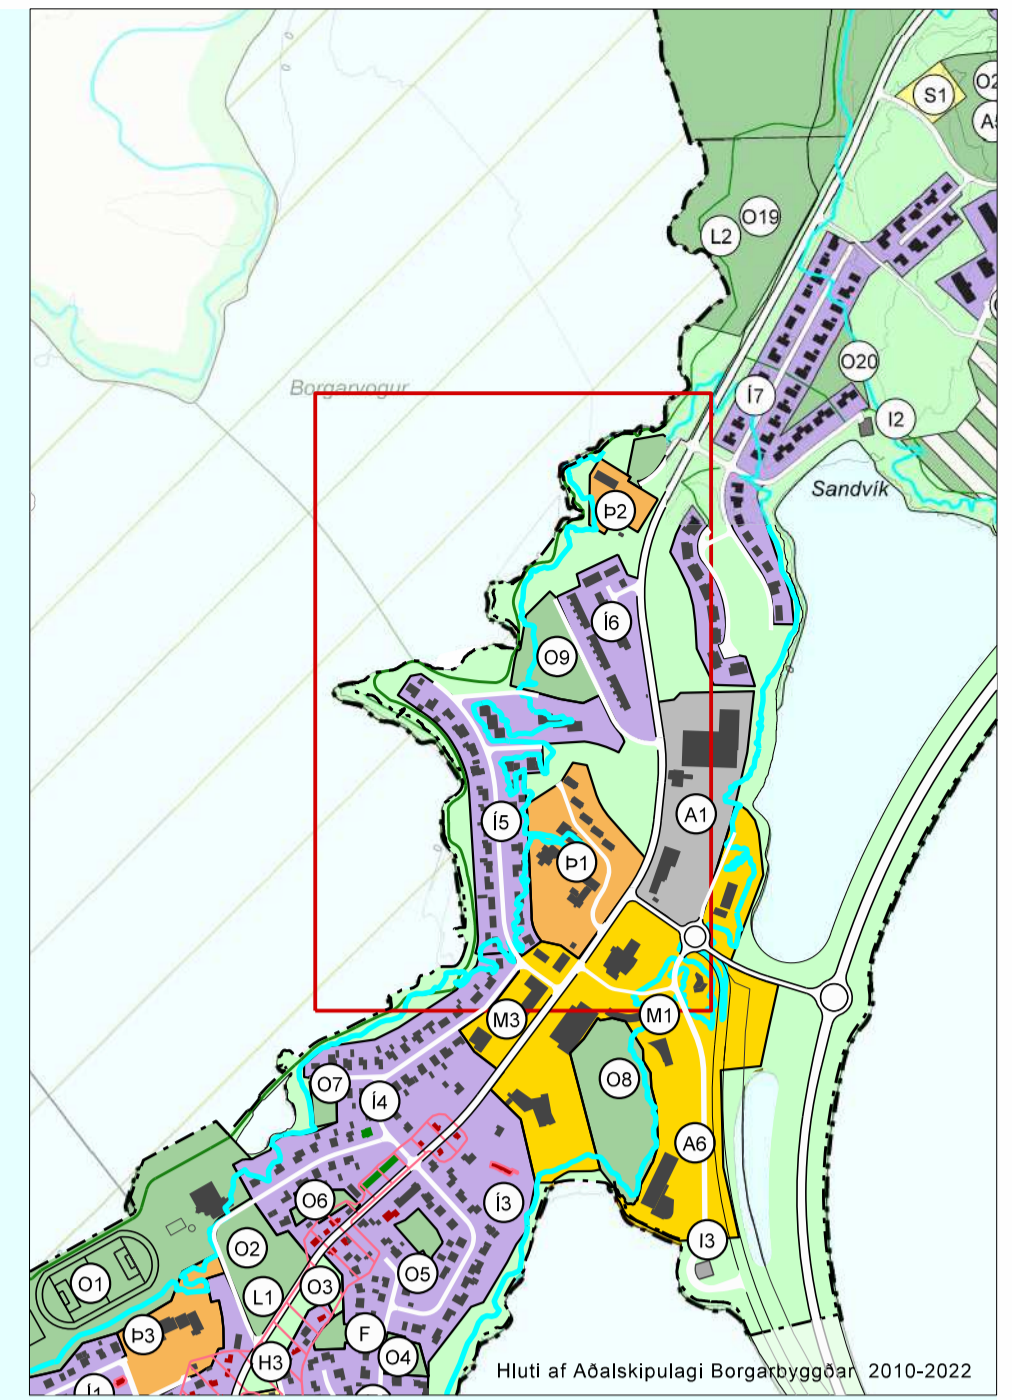 S1
O19
L2
O20
Í7
I2
Borgarvogur
Sandvík
Þ2
Í6
O9
A1
Í5
Þ1
M3
M1
O8
O7
Í4
A6
O6
Í3
I3
O2
O5
O1
O3
L1
Þ3
F
O4
H3
Hluti af Aðalskipulagi Borgarbyggðar 2010-2022